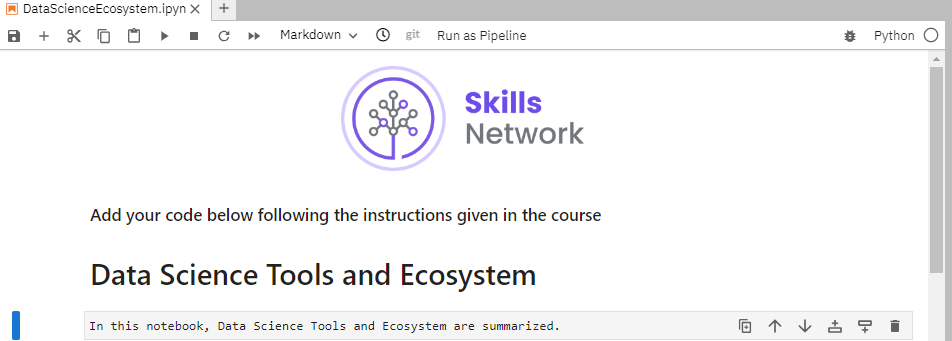 DataScienceEcosystem.ipyn
Markdown git Run as Pipeline Python
Skills
Network
Add your code below following the instructions given in the course
Data Science Tools and Ecosystem
In this notebook, Data Science Tools and Ecosystem are summarized.